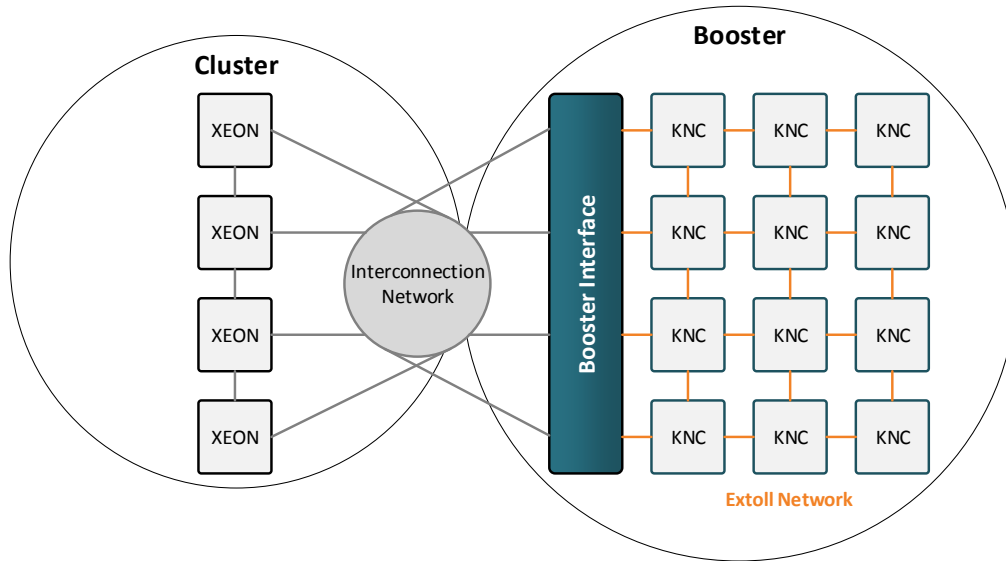 Cluster
Booster
XEON
XEON
XEON
XEON
Interconnection
Network
Booster Interface
KNC KNC KNC
KNC KNC KNC
KNC KNC KNC
KNC KNC KNC
Extoll Network